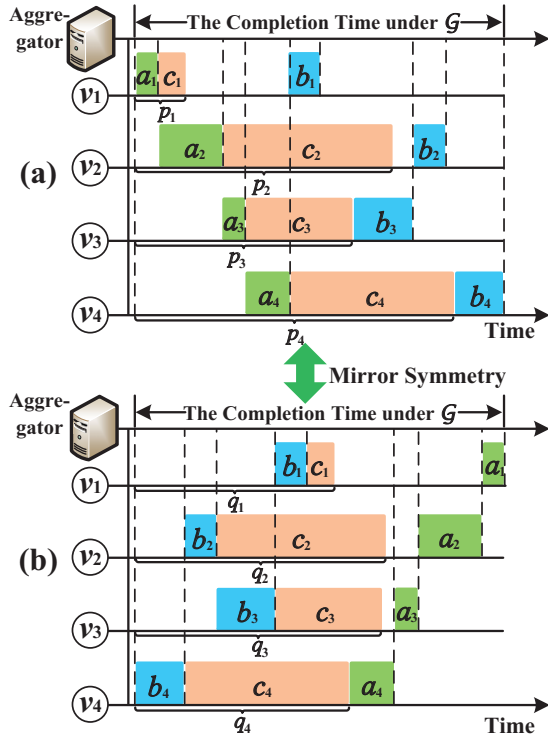 Aggre-
gator
The Completion Time under 𝒢
a₁ c₁ b₁
v₁
p₁
a₂ c₂ b₂
v₂
(a)
p₂
a₃ c₃ b₃
v₃
p₃
a₄ c₄ b₄
v₄
p₄
Time
Mirror Symmetry
Aggre-
gator
The Completion Time under 𝒢
b₁ c₁ a₁
v₁
q₁
b₂ c₂ a₂
v₂
(b)
q₂
b₃ c₃ a₃
v₃
q₃
b₄ c₄ a₄
v₄
q₄
Time